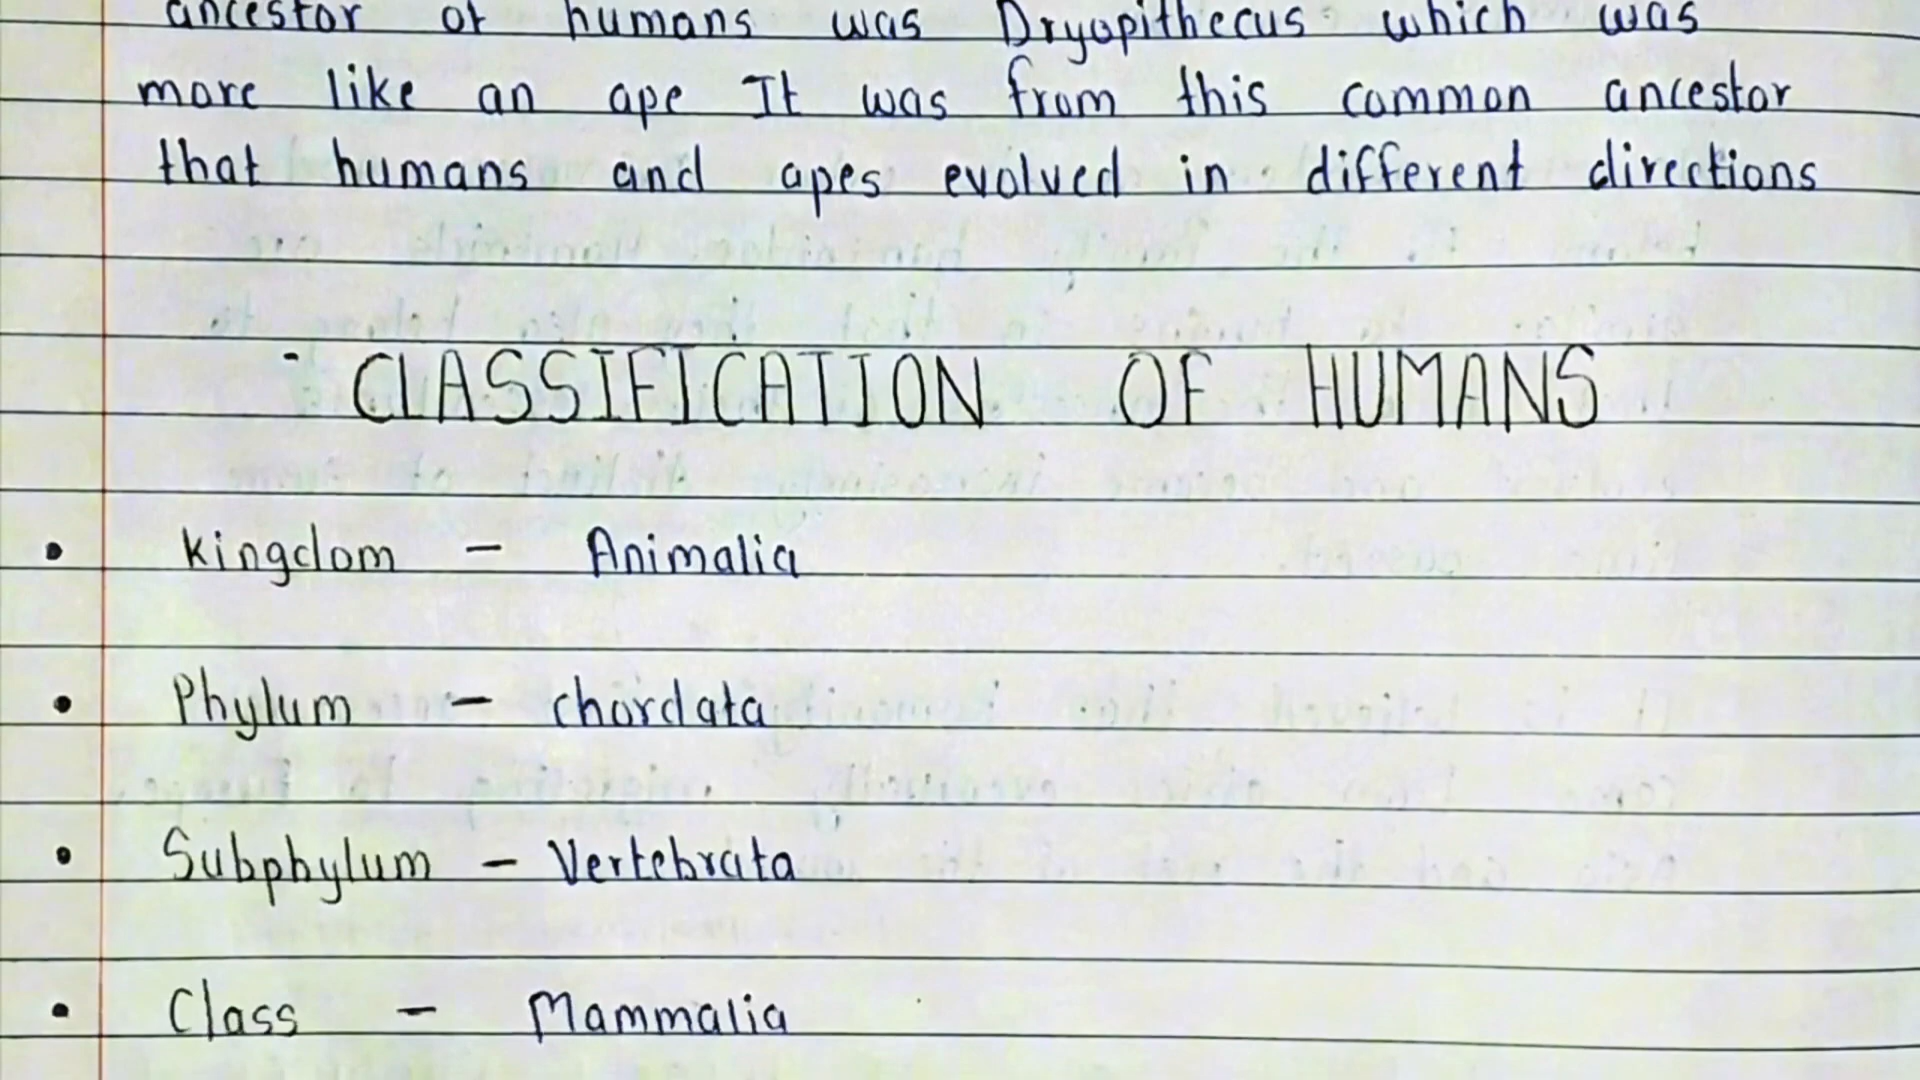 ancestor of humans was Dryopithecus which was
more like an ape It was from this common ancestor
that humans and apes evolved in different directions
CLASSIFICATION OF HUMANS
• Kingdom - Animalia
• Phylum - chordata
• Subphylum - Vertebrata
• Class - Mammalia